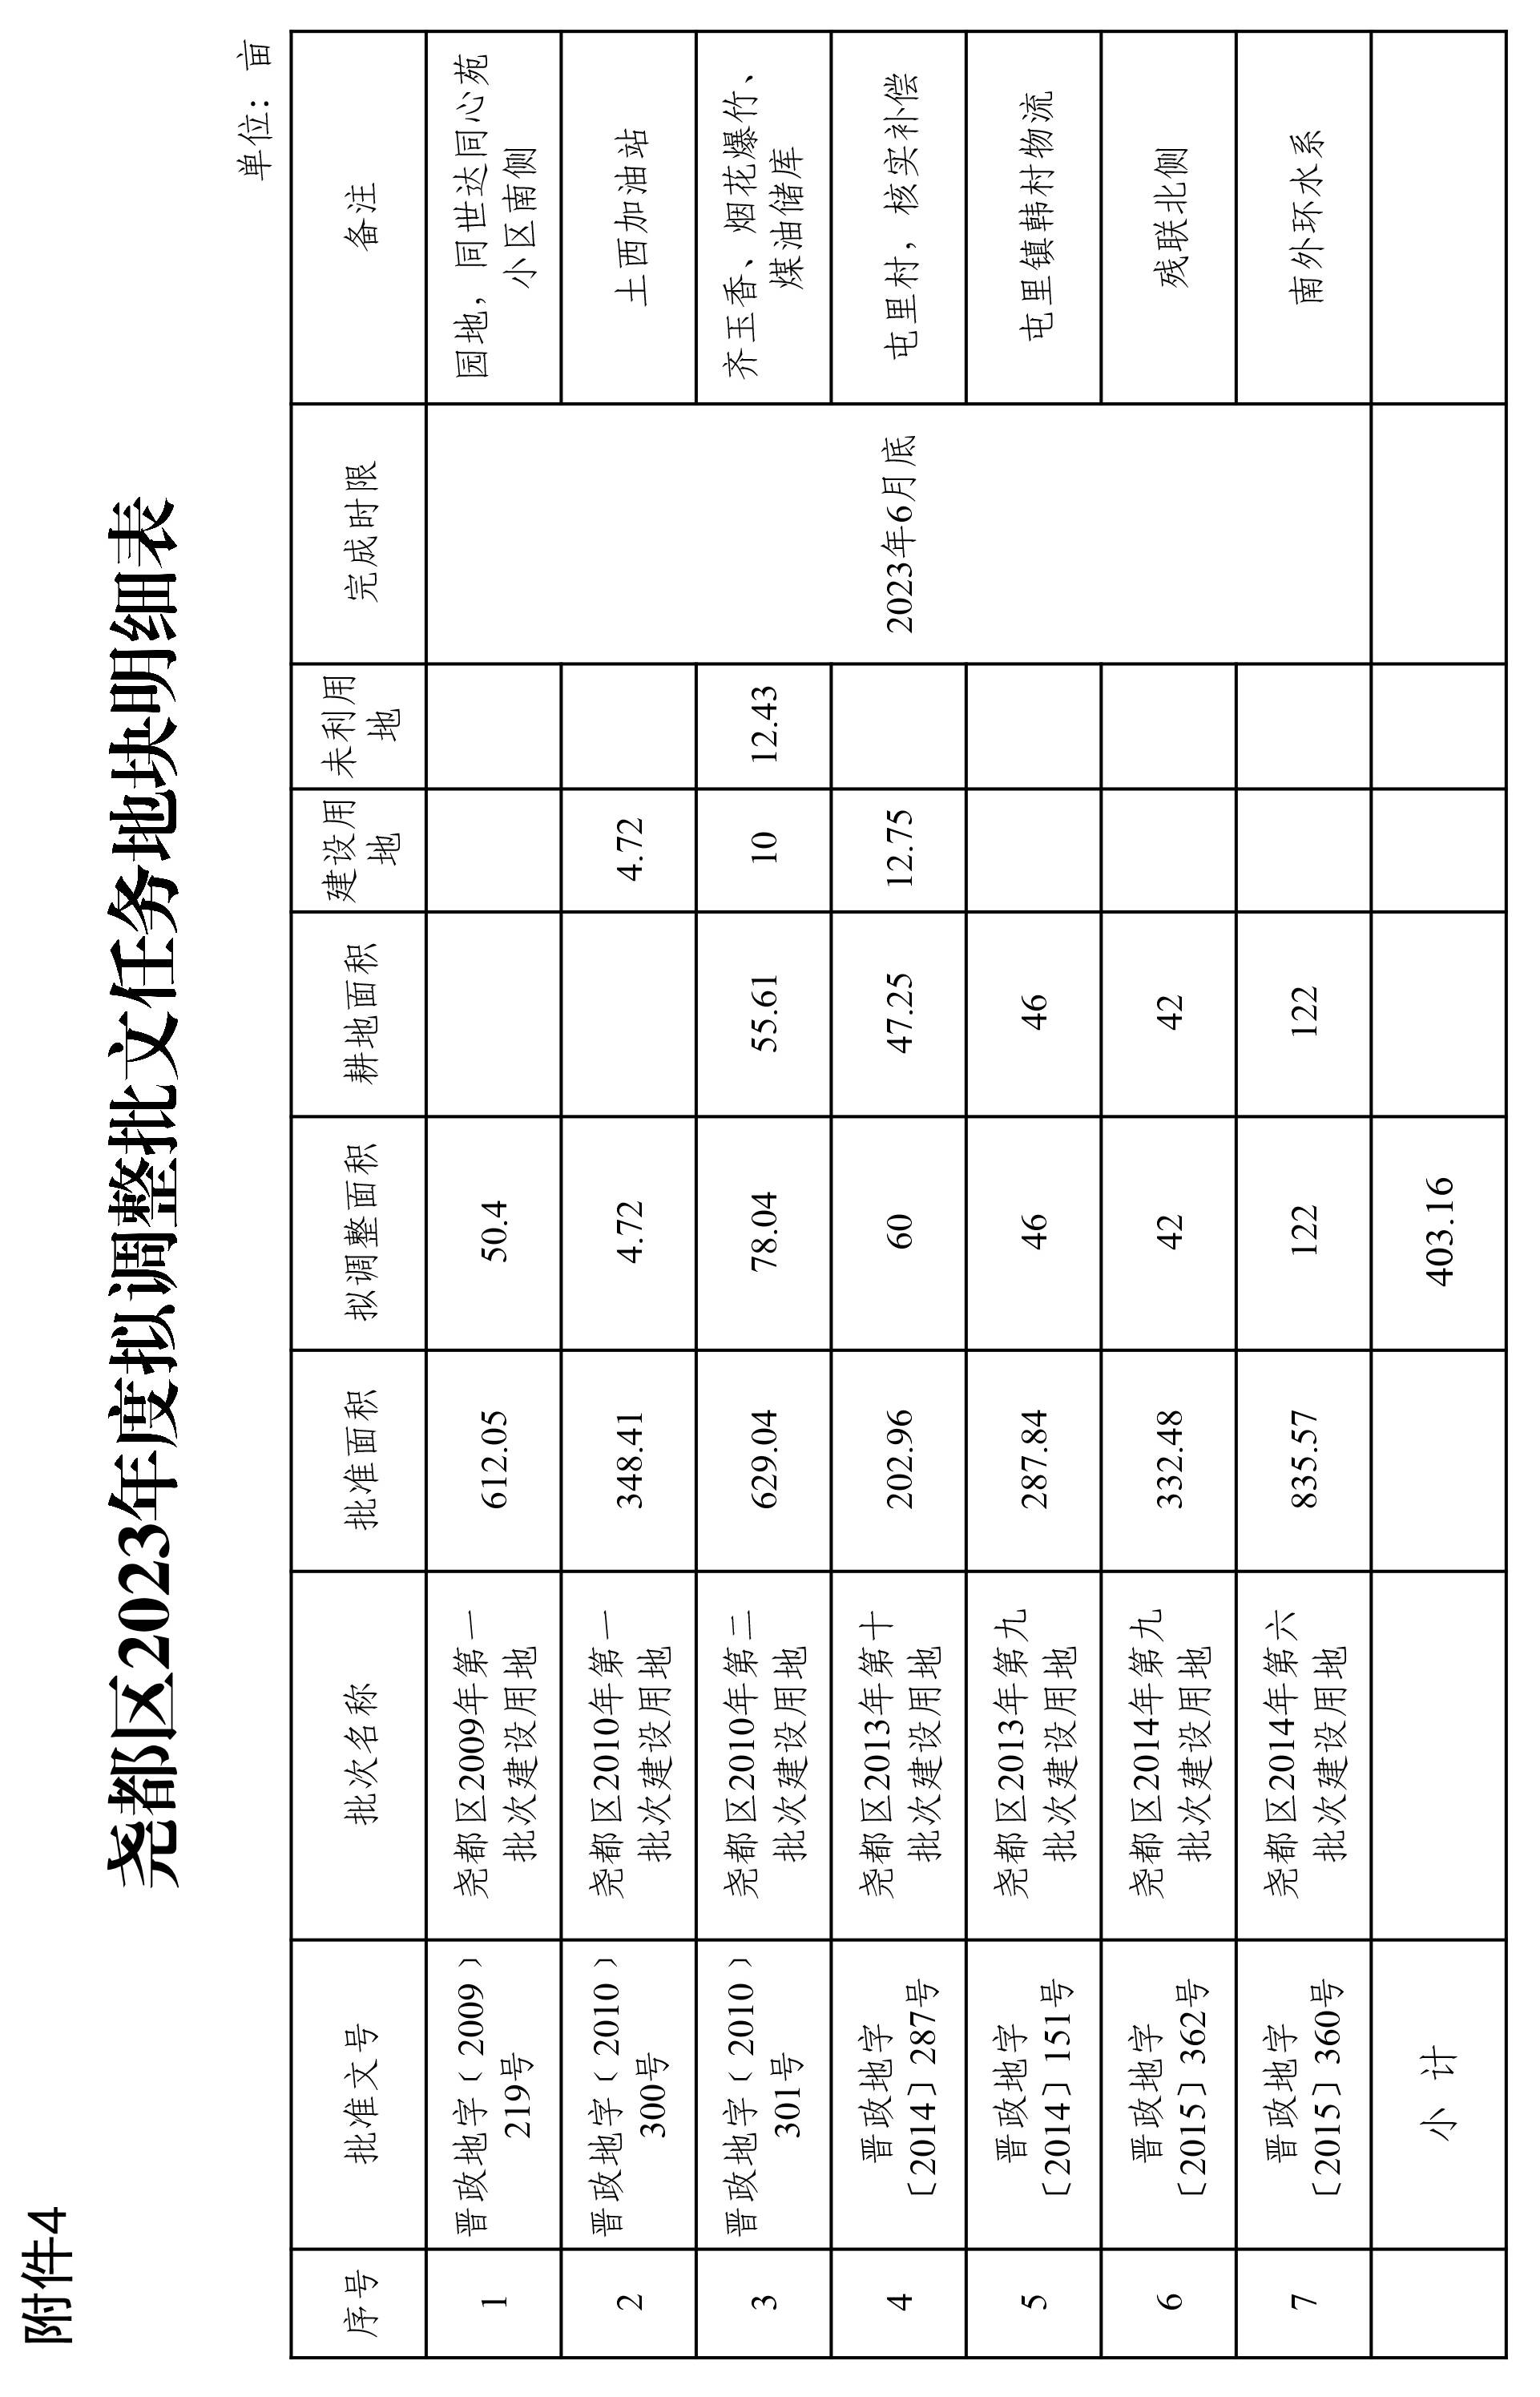 附件4
尧都区2023年度拟调整批文任务地块明细表
单位：亩
序号 批准文号 批次名称 批准面积 拟调整面积 耕地面积 建设用地 未利用地 完成时限 备注
1 晋政地字〔2009〕219号 尧都区2009年第一批次建设用地 612.05 50.4 园地，同世达同心苑小区南侧
2 晋政地字〔2010〕300号 尧都区2010年第一批次建设用地 348.41 4.72 4.72 土西加油站
3 晋政地字〔2010〕301号 尧都区2010年第二批次建设用地 629.04 78.04 55.61 10 12.43 齐玉香、烟花爆竹、煤油储库
4 晋政地字〔2014〕287号 尧都区2013年第十批次建设用地 202.96 60 47.25 12.75 2023年6月底 屯里村，核实补偿
5 晋政地字〔2014〕151号 尧都区2013年第九批次建设用地 287.84 46 46 屯里镇韩村物流
6 晋政地字〔2015〕362号 尧都区2014年第九批次建设用地 332.48 42 42 残联北侧
7 晋政地字〔2015〕360号 尧都区2014年第六批次建设用地 835.57 122 122 南外环水系
小 计 403.16